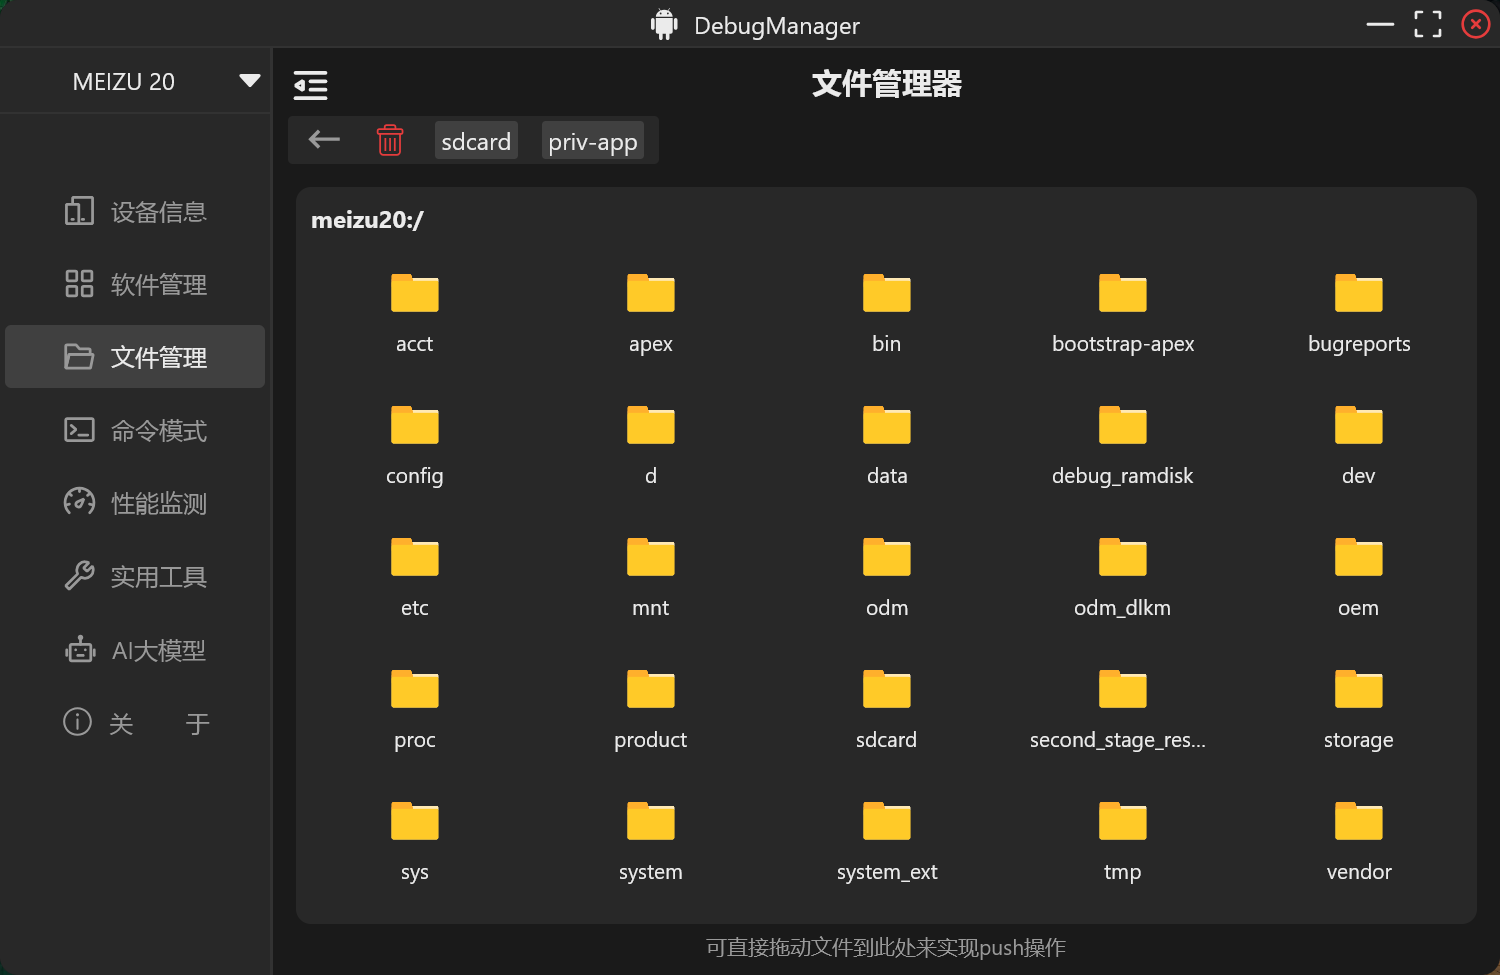 DebugManager
MEIZU 20
设备信息
软件管理
文件管理
命令模式
性能监测
实用工具
AI大模型
关 于
文件管理器
sdcard priv-app
meizu20:/
acct apex bin bootstrap-apex bugreports
config d data debug_ramdisk dev
etc mnt odm odm_dlkm oem
proc product sdcard second_stage_res... storage
sys system system_ext tmp vendor
可直接拖动文件到此处来实现push操作